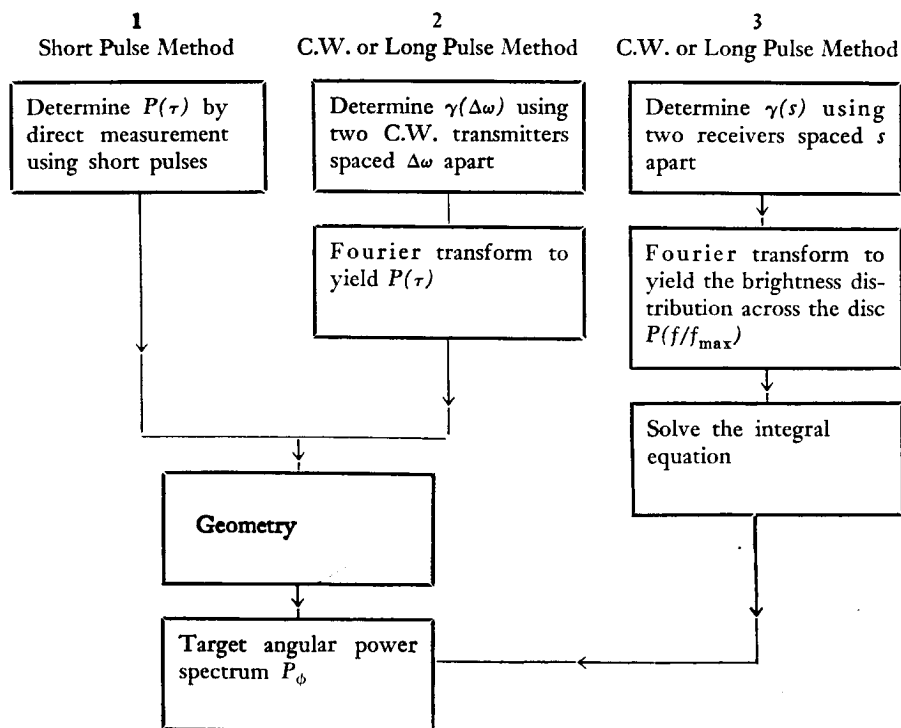 1
Short Pulse Method
2
C.W. or Long Pulse Method
3
C.W. or Long Pulse Method
Determine P(τ) by
direct measurement
using short pulses
Determine γ(Δω) using
two C.W. transmitters
spaced Δω apart
Determine γ(s) using
two receivers spaced s
apart
Fourier transform to
yield P(τ)
Fourier transform to
yield the brightness dis-
tribution across the disc
P(f/f_max)
Solve the integral
equation
Geometry
Target angular power
spectrum P_ϕ